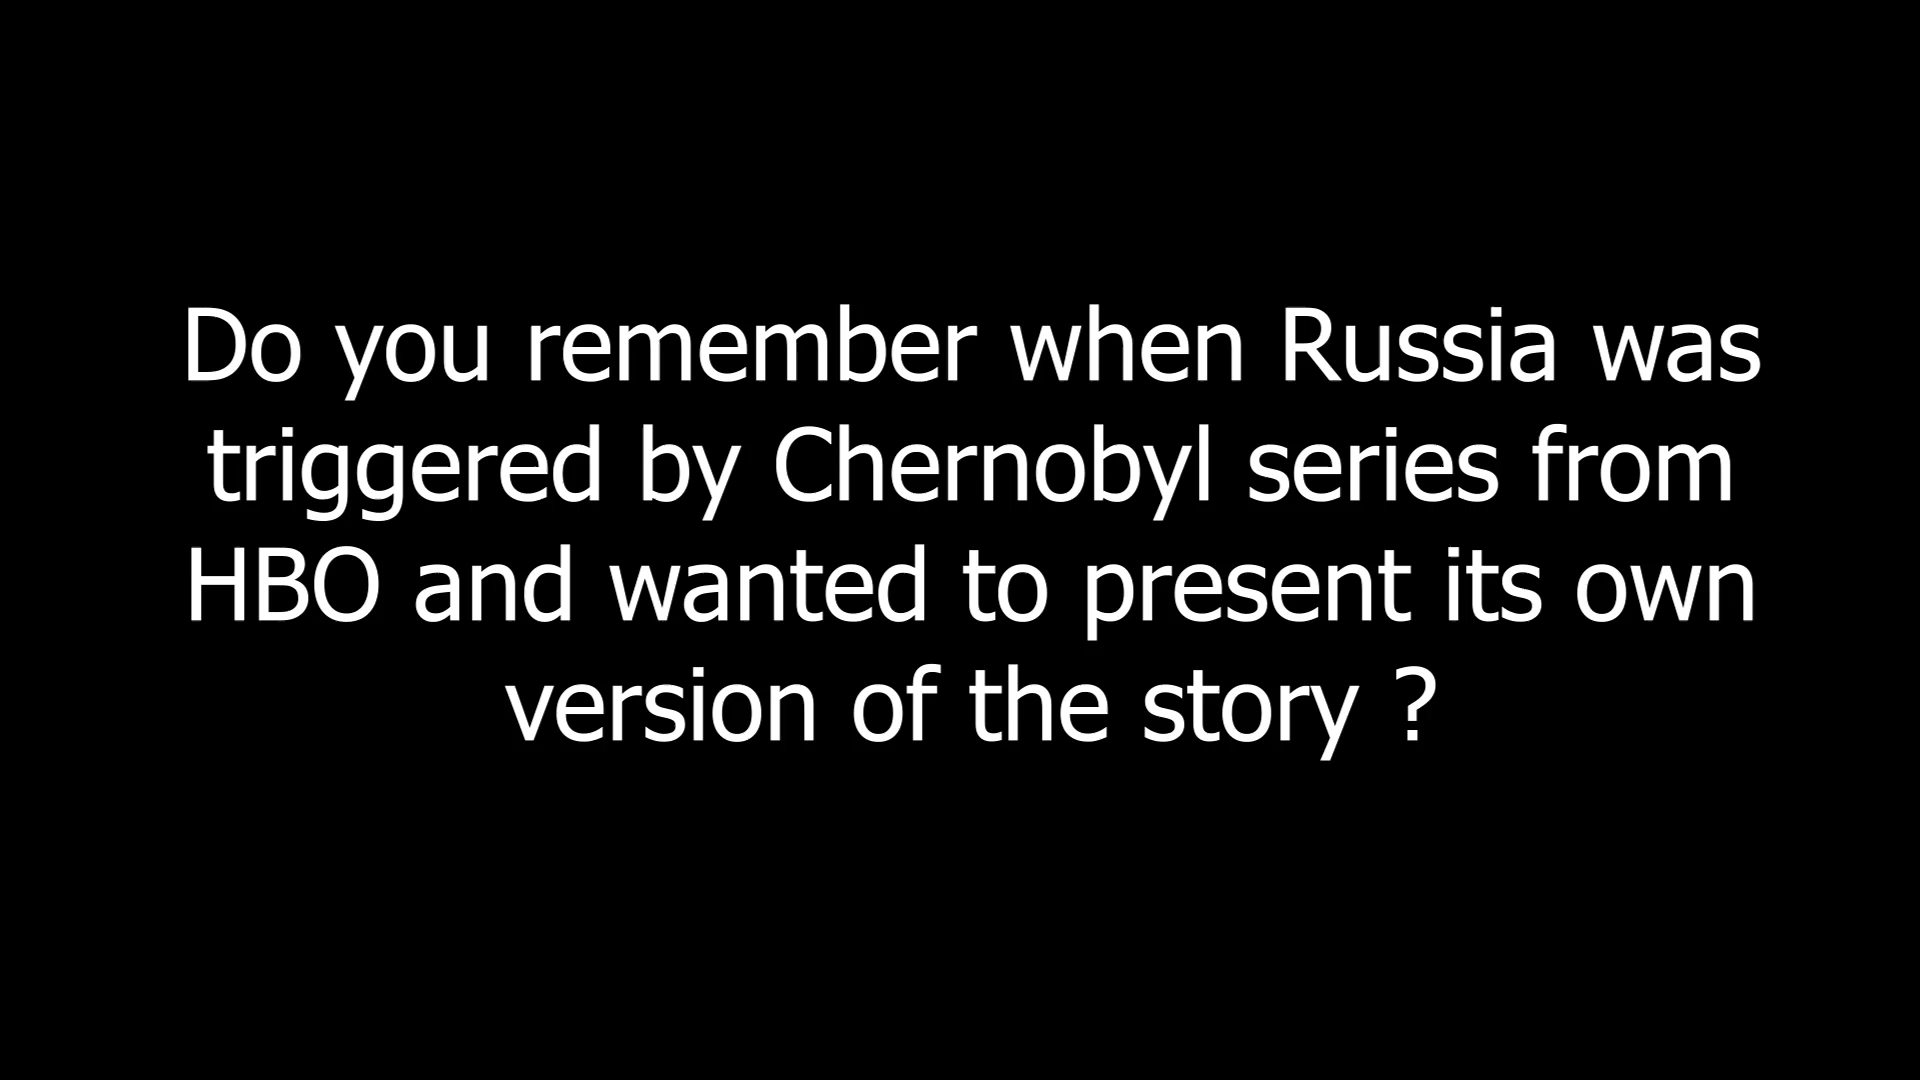 Do you remember when Russia was
triggered by Chernobyl series from
HBO and wanted to present its own
version of the story ?